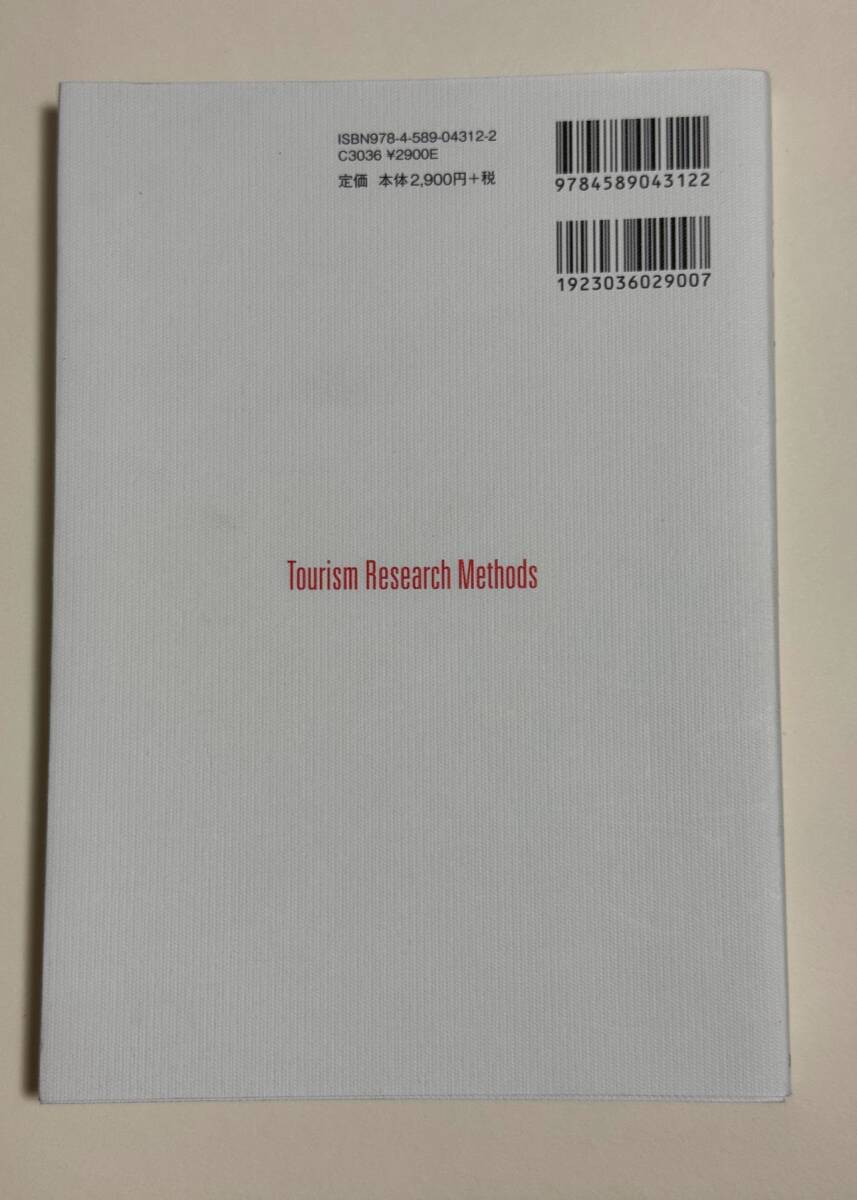 ISBN978-4-589-04312-2
C3036 ¥2900E
定価 本体2,900円+税
9784589043122
1923036029007
Tourism Research Methods